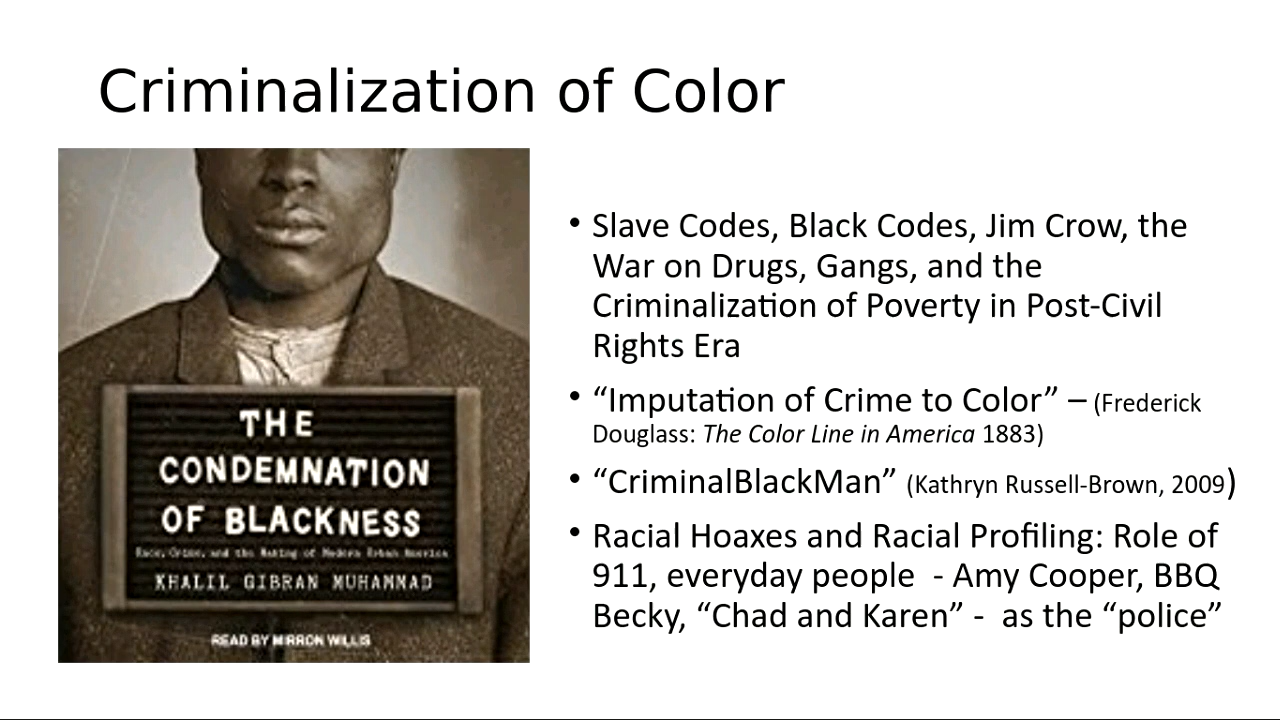 Criminalization of Color
THE
CONDEMNATION
OF BLACKNESS
Race, Crime, and the Making of Modern Urban America
KHALIL GIBRAN MUHAMMAD
READ BY MIRRON WILLIS
• Slave Codes, Black Codes, Jim Crow, the
War on Drugs, Gangs, and the
Criminalization of Poverty in Post-Civil
Rights Era
• “Imputation of Crime to Color” – (Frederick
Douglass: The Color Line in America 1883)
• “CriminalBlackMan” (Kathryn Russell-Brown, 2009)
• Racial Hoaxes and Racial Profiling: Role of
911, everyday people  - Amy Cooper, BBQ
Becky, “Chad and Karen” -  as the “police”